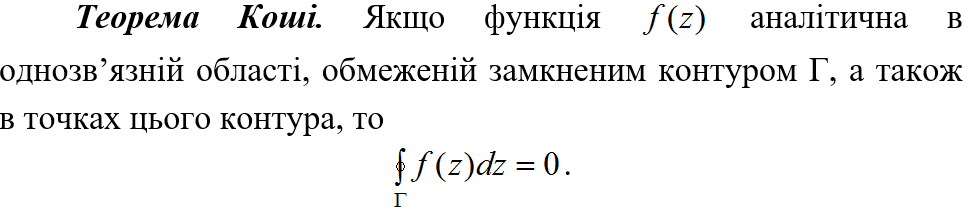 Теорема Коші. Якщо функція f(z) аналітична в
однозв’язній області, обмеженій замкненим контуром Г, а також
в точках цього контура, то
∮ f(z)dz = 0.
Г